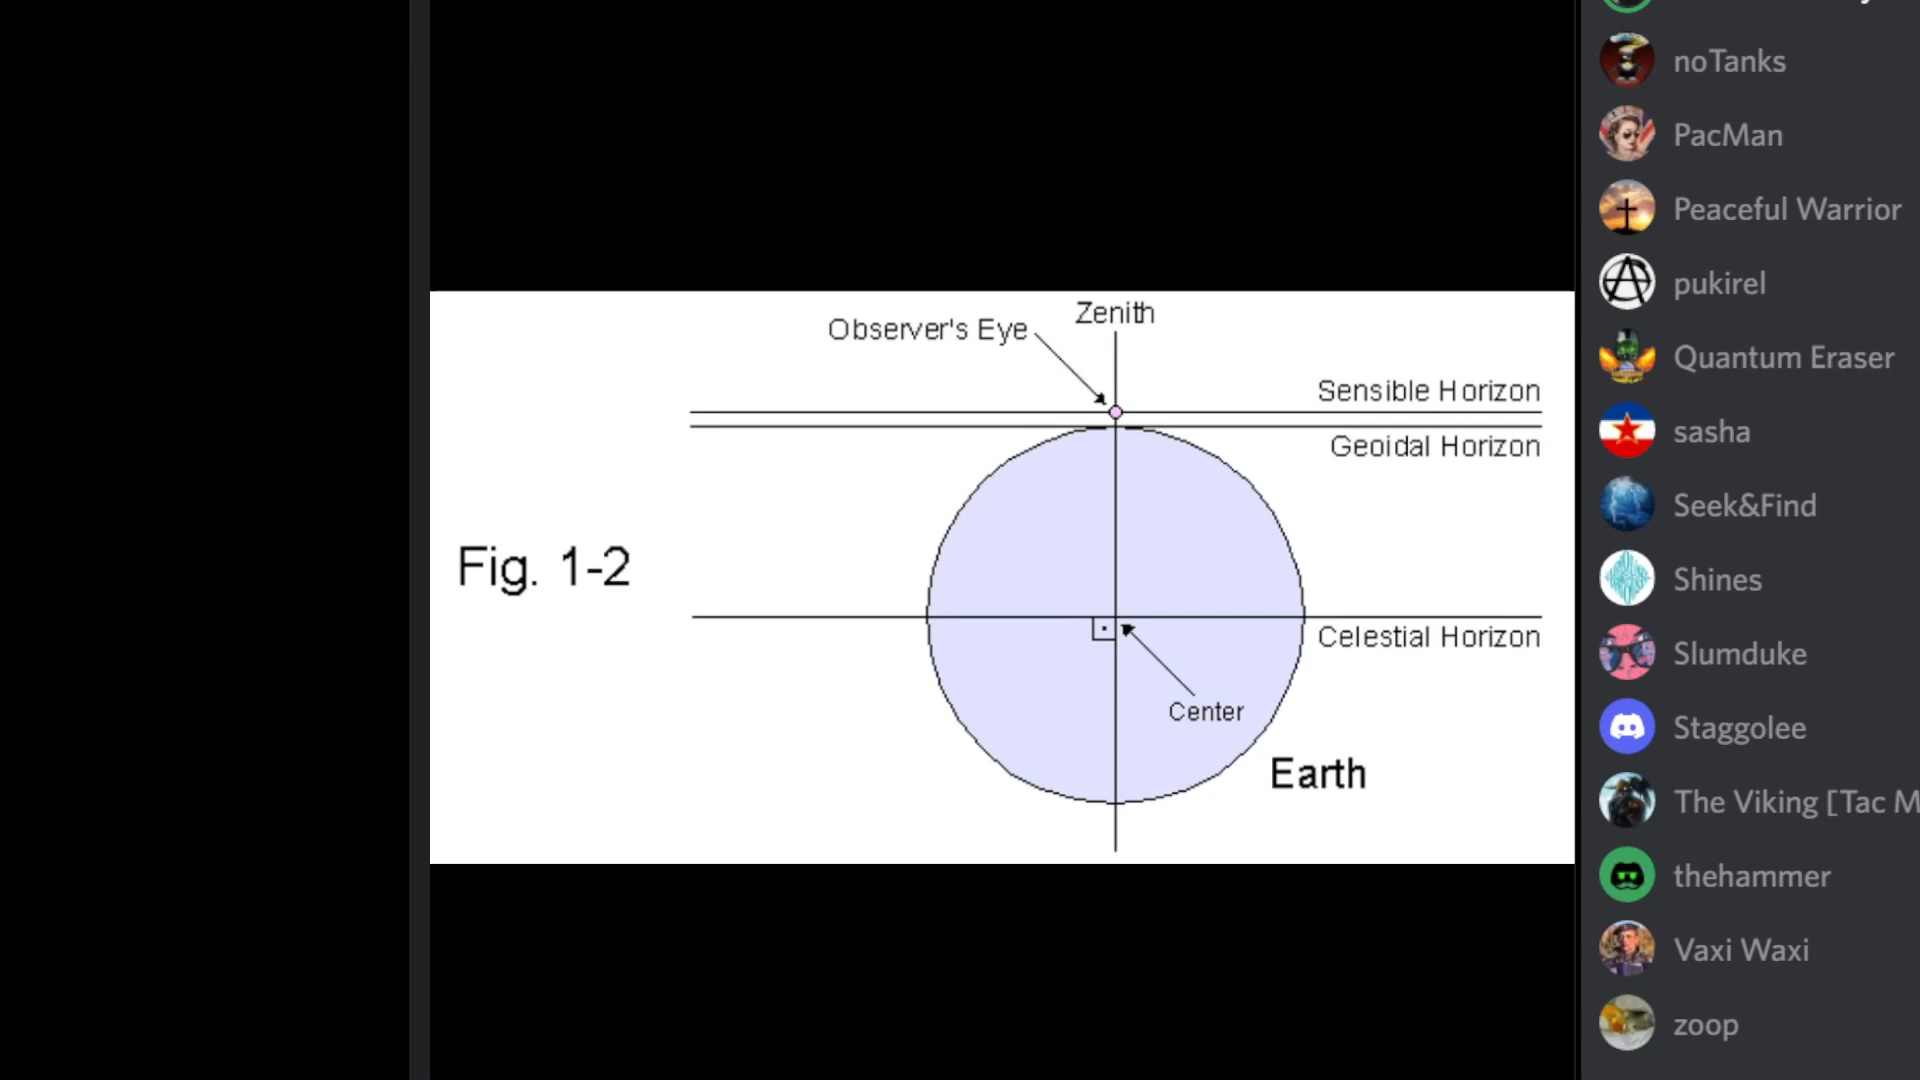 Zenith
Observer's Eye
Sensible Horizon
Geoidal Horizon
Fig. 1-2
Celestial Horizon
Center
Earth
noTanks
PacMan
Peaceful Warrior
pukirel
Quantum Eraser
sasha
Seek&Find
Shines
Slumduke
Staggolee
The Viking [Tac M
thehammer
Vaxi Waxi
zoop